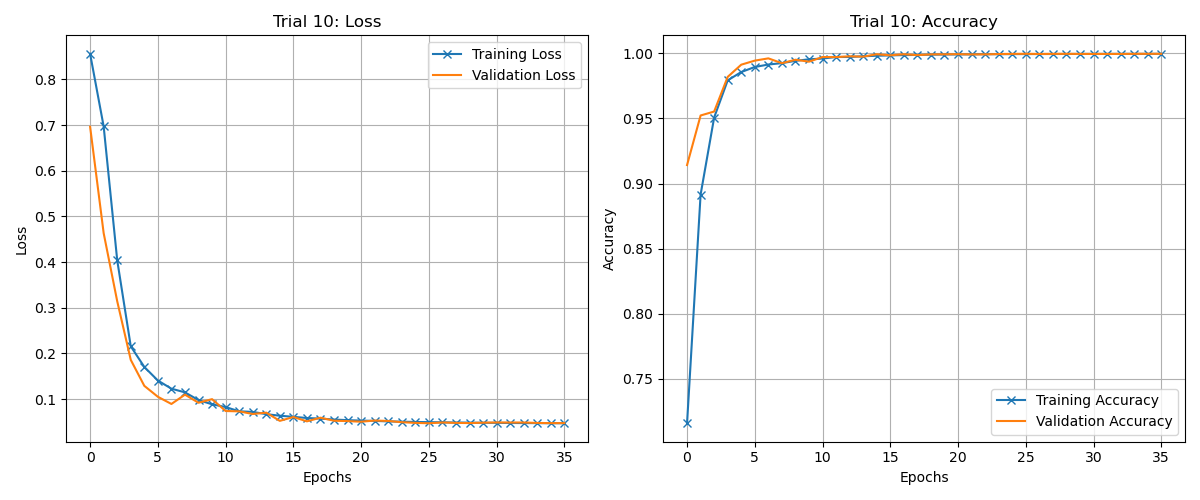 Trial 10: Loss
Training Loss
Validation Loss
0.8
0.7
0.6
0.5
0.4
0.3
0.2
0.1
Loss
0 5 10 15 20 25 30 35
Epochs
Trial 10: Accuracy
1.00
0.95
0.90
0.85
0.80
0.75
Accuracy
Training Accuracy
Validation Accuracy
0 5 10 15 20 25 30 35
Epochs